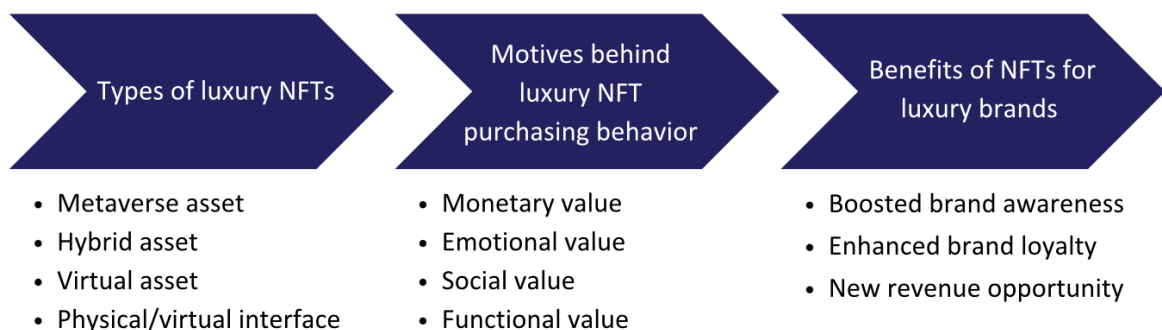 Types of luxury NFTs
Motives behind
luxury NFT
purchasing behavior
Benefits of NFTs for
luxury brands
• Metaverse asset
• Hybrid asset
• Virtual asset
• Physical/virtual interface
• Monetary value
• Emotional value
• Social value
• Functional value
• Boosted brand awareness
• Enhanced brand loyalty
• New revenue opportunity